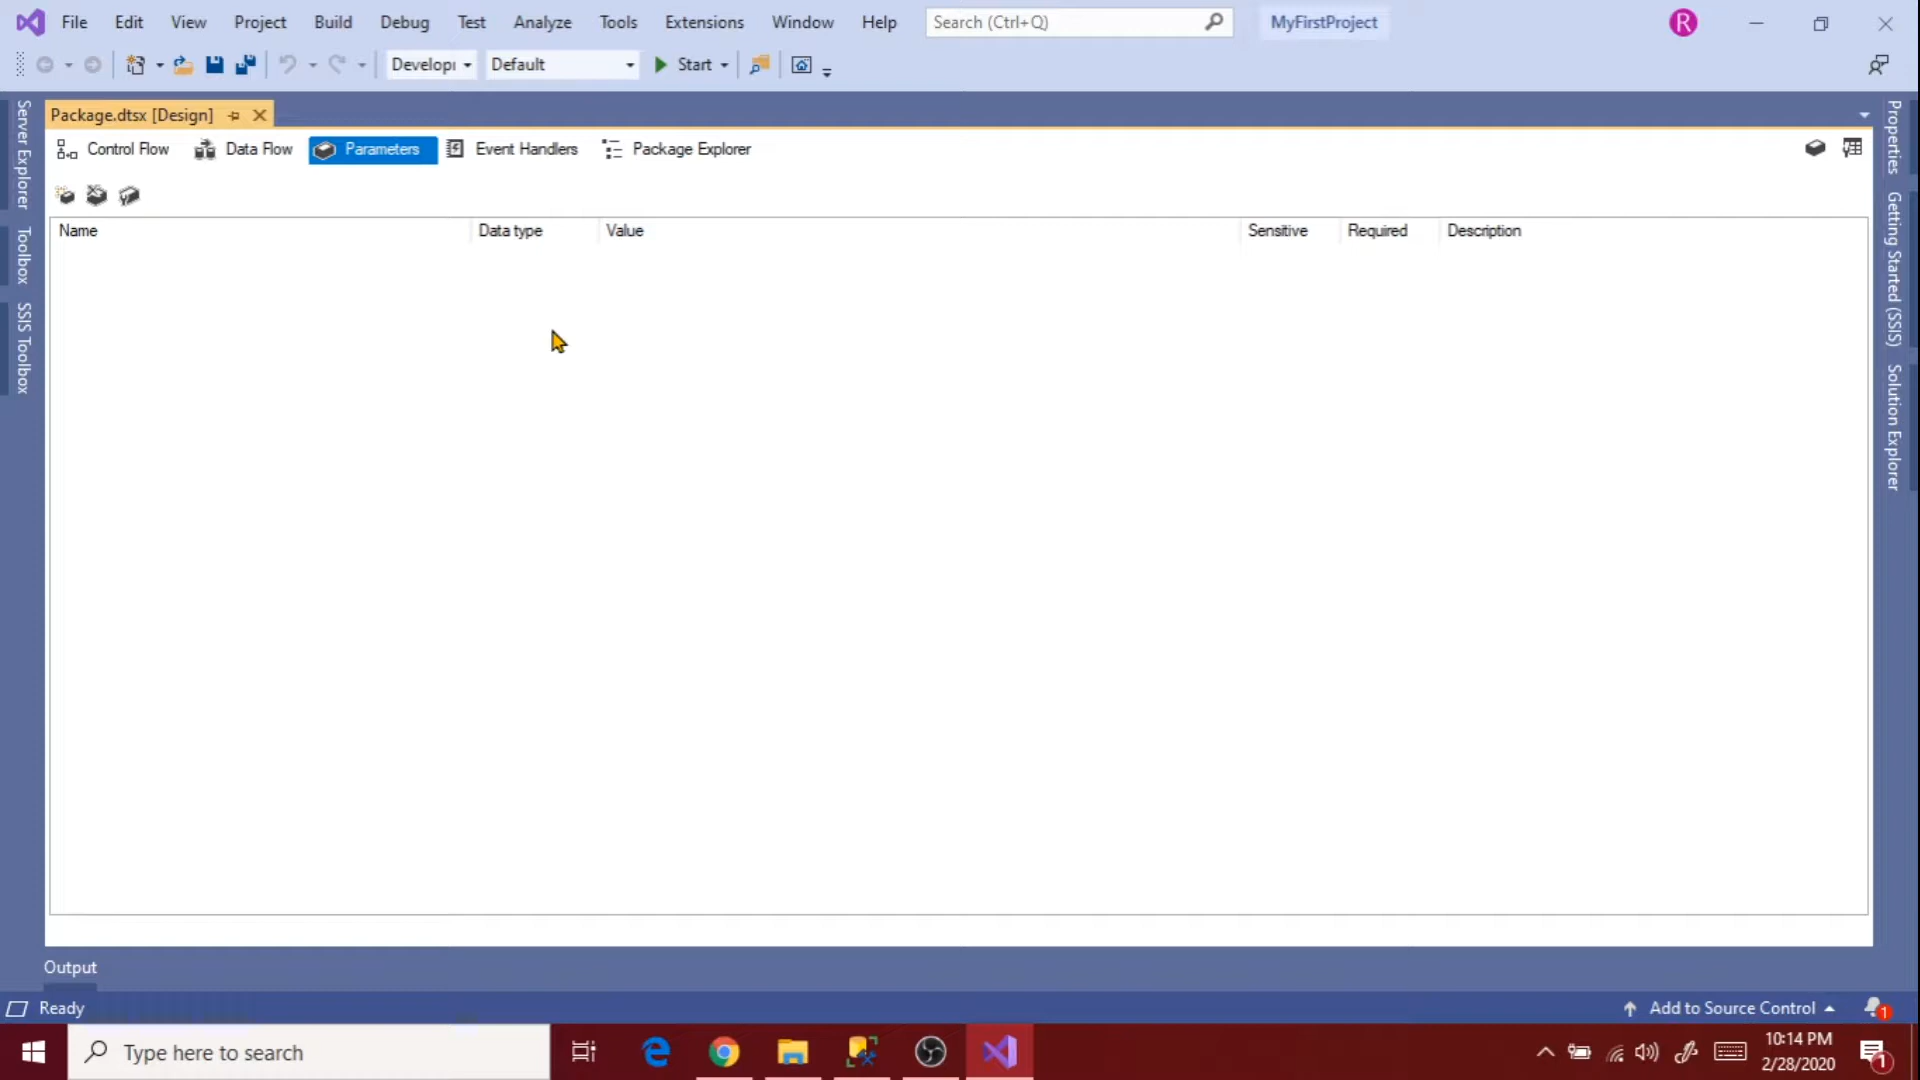 File Edit View Project Build Debug Test Analyze Tools Extensions Window Help Search (Ctrl+Q) MyFirstProject R
Develop Default Start
Package.dtsx [Design]
Control Flow Data Flow Parameters Event Handlers Package Explorer
Name Data type Value Sensitive Required Description
Server Explorer
Toolbox
SSIS Toolbox
Properties
Getting Started (SSIS)
Solution Explorer
Output
Ready Add to Source Control 1
Type here to search 10:14 PM
2/28/2020 1